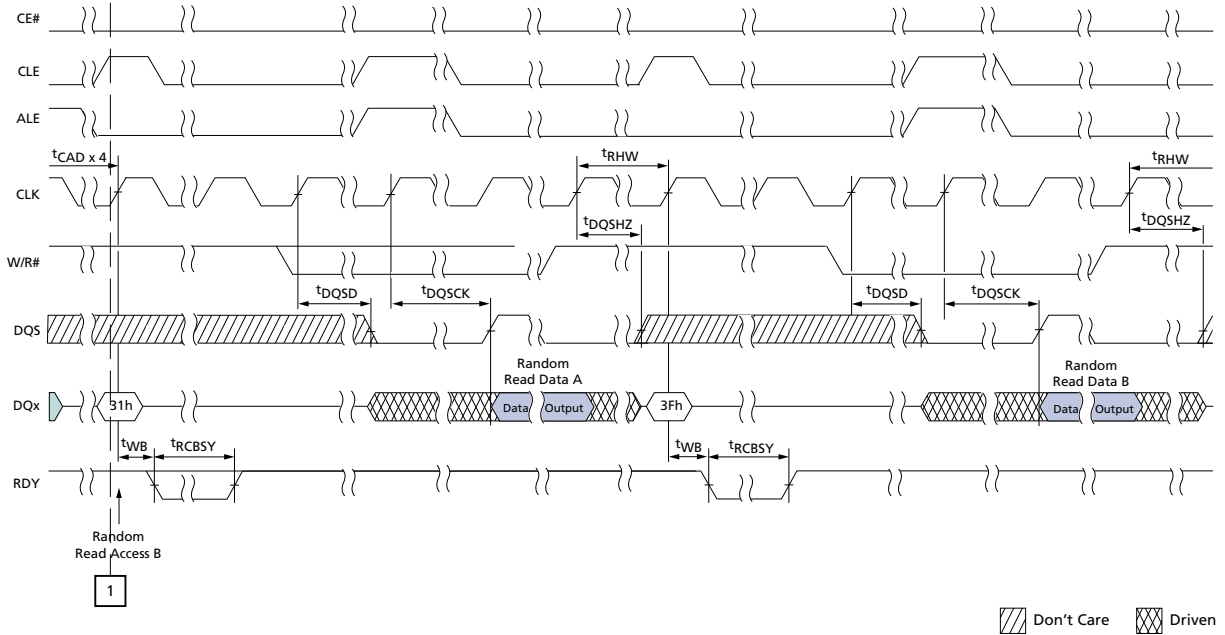 CE#
CLE
ALE
tCAD x 4
tRHW
tRHW
CLK
tDQSHZ
tDQSHZ
W/R#
tDQSD
tDQSCK
tDQSD
tDQSCK
DQS
Random
Read Data A
Random
Read Data B
DQx
31h
Data
Output
3Fh
Data
Output
tWB
tRCBSY
tWB
tRCBSY
RDY
Random
Read Access B
1
Don't Care
Driven